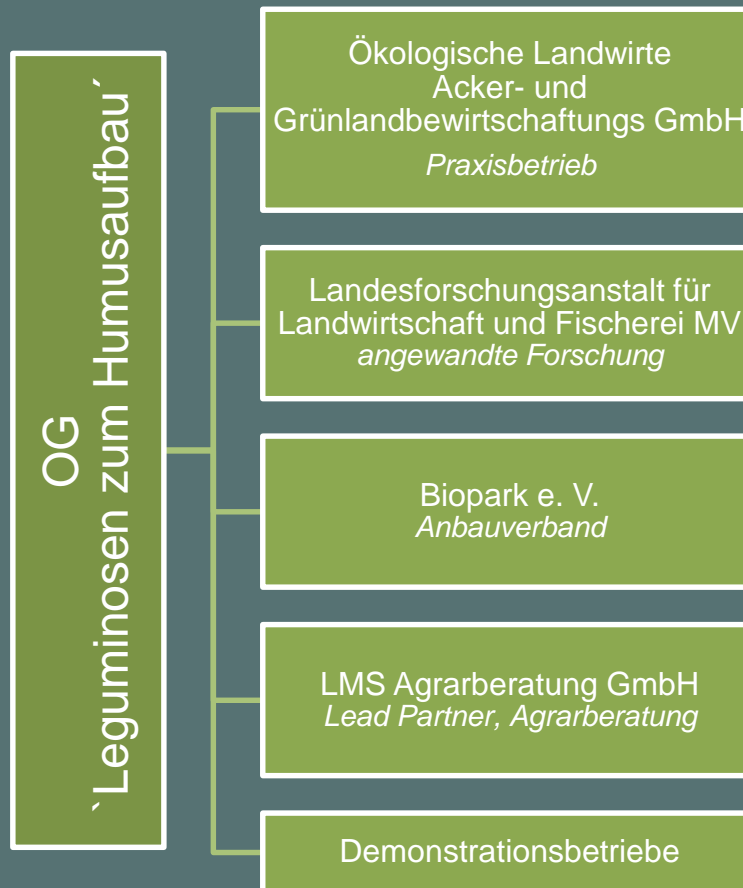 OG
`Leguminosen zum Humusaufbau´
Ökologische Landwirte
Acker- und
Grünlandbewirtschaftungs GmbH
Praxisbetrieb
Landesforschungsanstalt für
Landwirtschaft und Fischerei MV
angewandte Forschung
Biopark e. V.
Anbauverband
LMS Agrarberatung GmbH
Lead Partner, Agrarberatung
Demonstrationsbetriebe